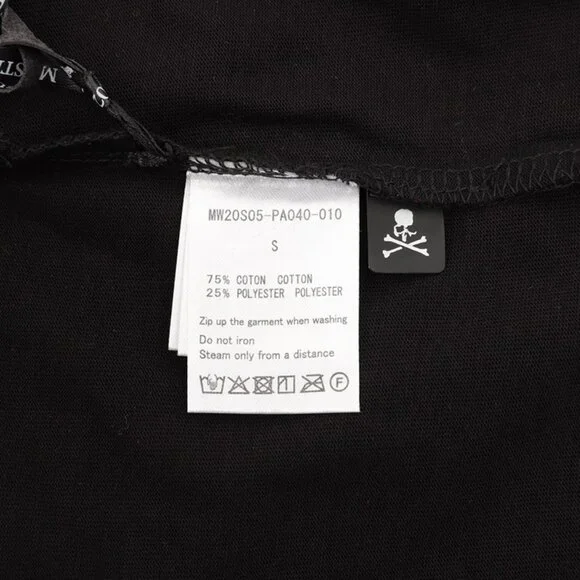 MW20S05-PA040-010
S
75% COTON COTTON
25% POLYESTER POLYESTER
Zip up the garment when washing
Do not iron
Steam only from a distance
F